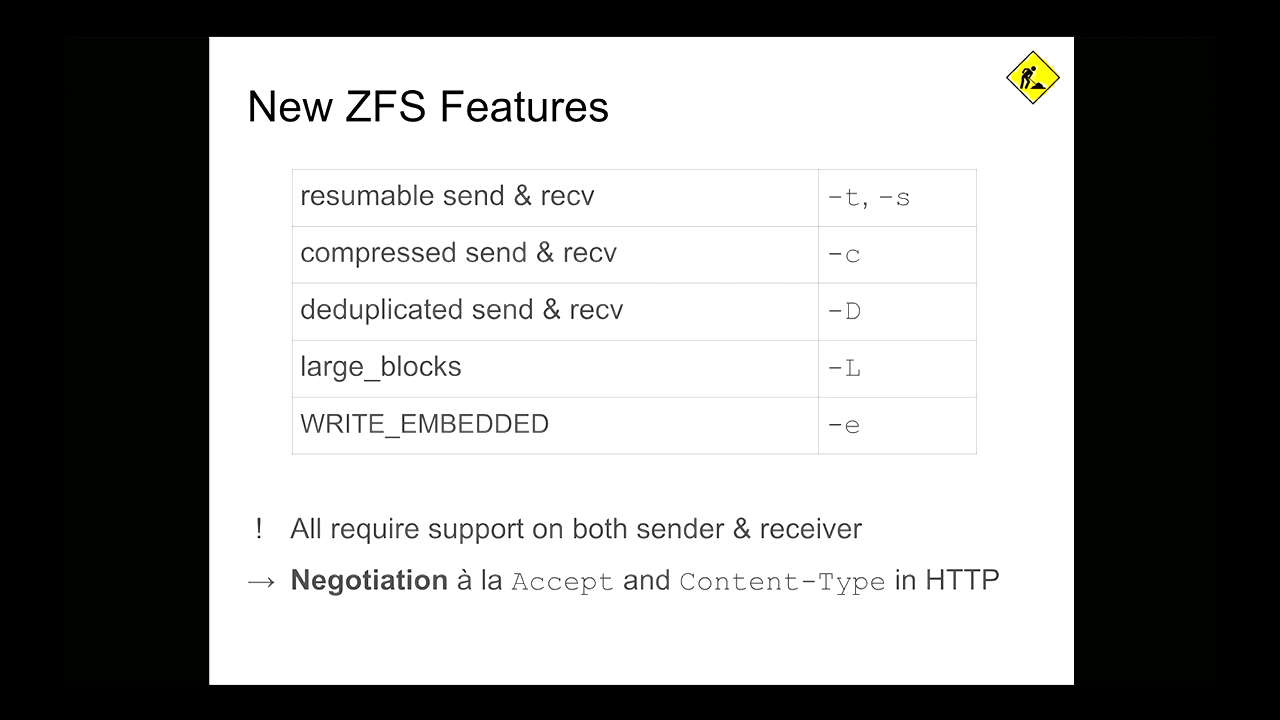 New ZFS Features
resumable send & recv -t, -s
compressed send & recv -c
deduplicated send & recv -D
large_blocks -L
WRITE_EMBEDDED -e
! All require support on both sender & receiver
→ Negotiation à la Accept and Content-Type in HTTP